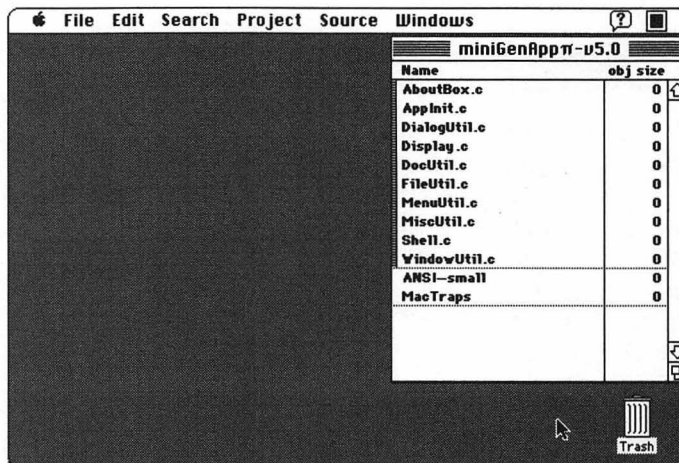 File Edit Search Project Source Windows
miniGenAppπ-v5.0
Name obj size
AboutBox.c 0
AppInit.c 0
DialogUtil.c 0
Display.c 0
DocUtil.c 0
FileUtil.c 0
MenuUtil.c 0
MiscUtil.c 0
Shell.c 0
WindowUtil.c 0
ANSI-small 0
MacTraps 0
Trash